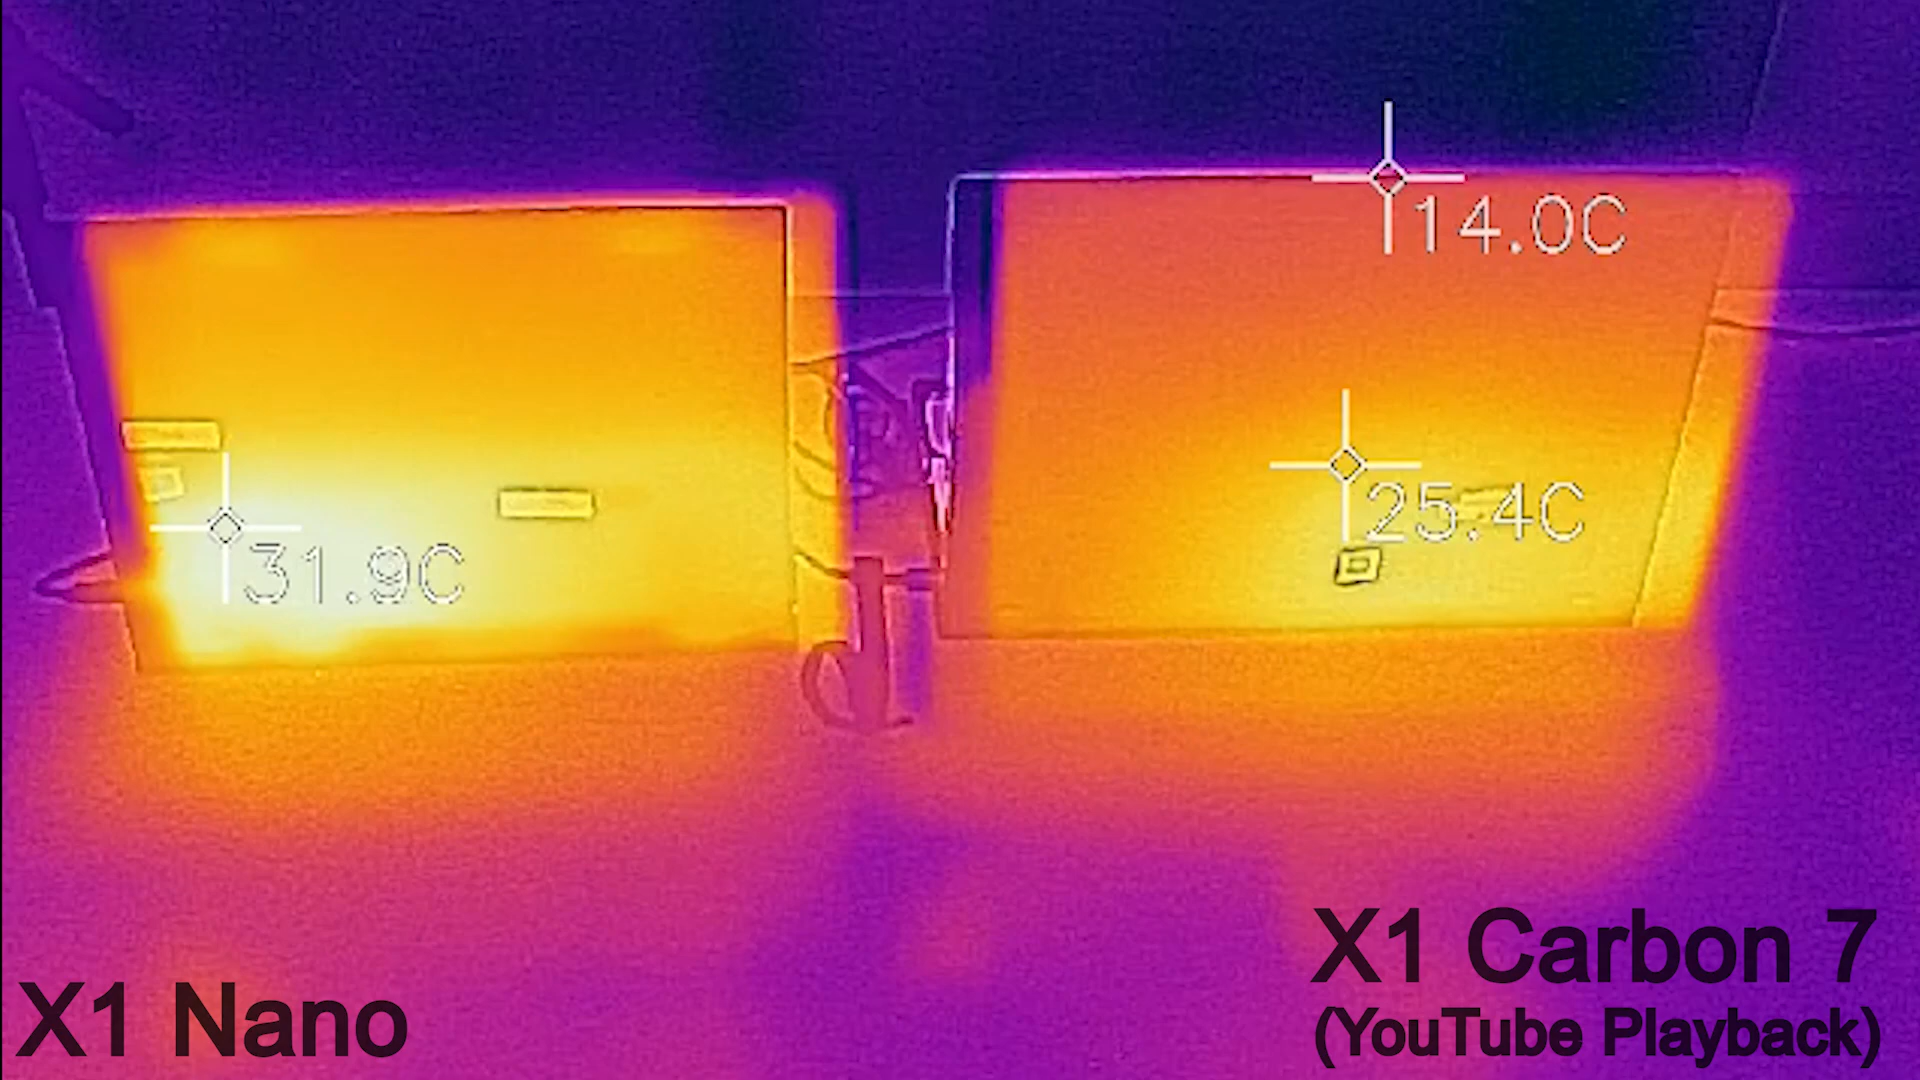 14.0C
25.4C
31.9C
X1 Nano
X1 Carbon 7
(YouTube Playback)